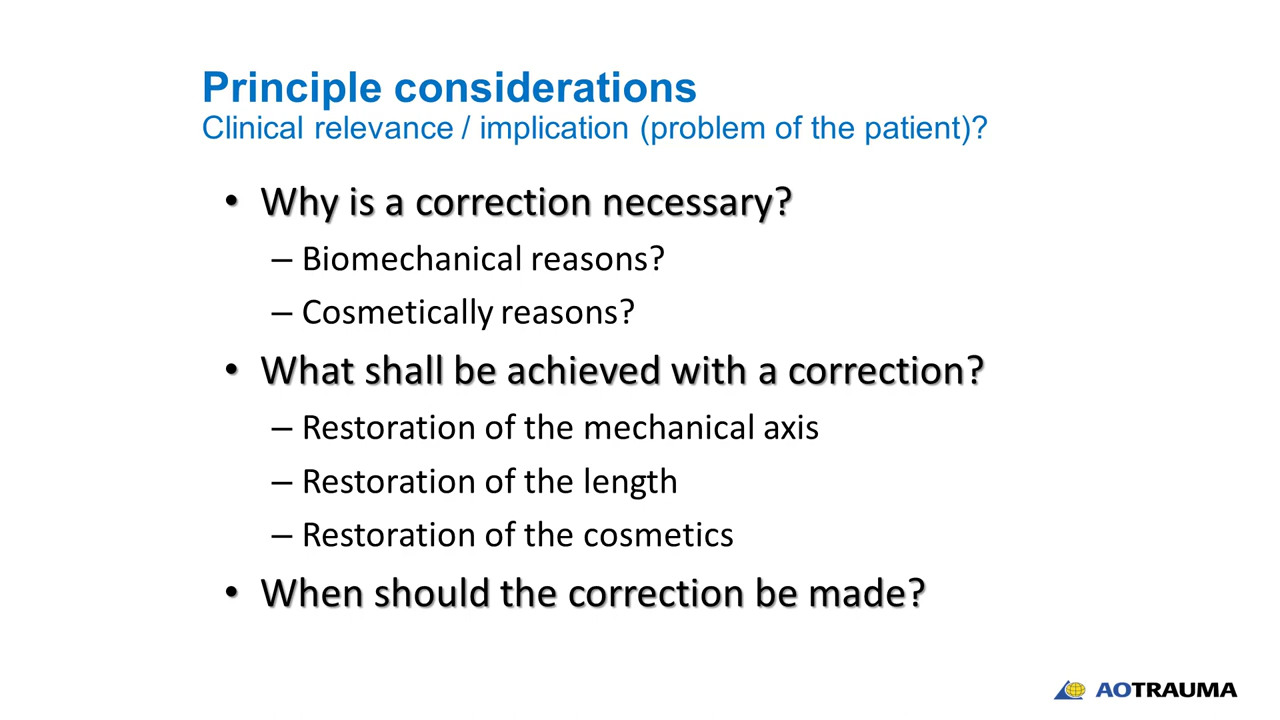 Principle considerations
Clinical relevance / implication (problem of the patient)?
• Why is a correction necessary?
– Biomechanical reasons?
– Cosmetically reasons?
• What shall be achieved with a correction?
– Restoration of the mechanical axis
– Restoration of the length
– Restoration of the cosmetics
• When should the correction be made?
AOTRAUMA